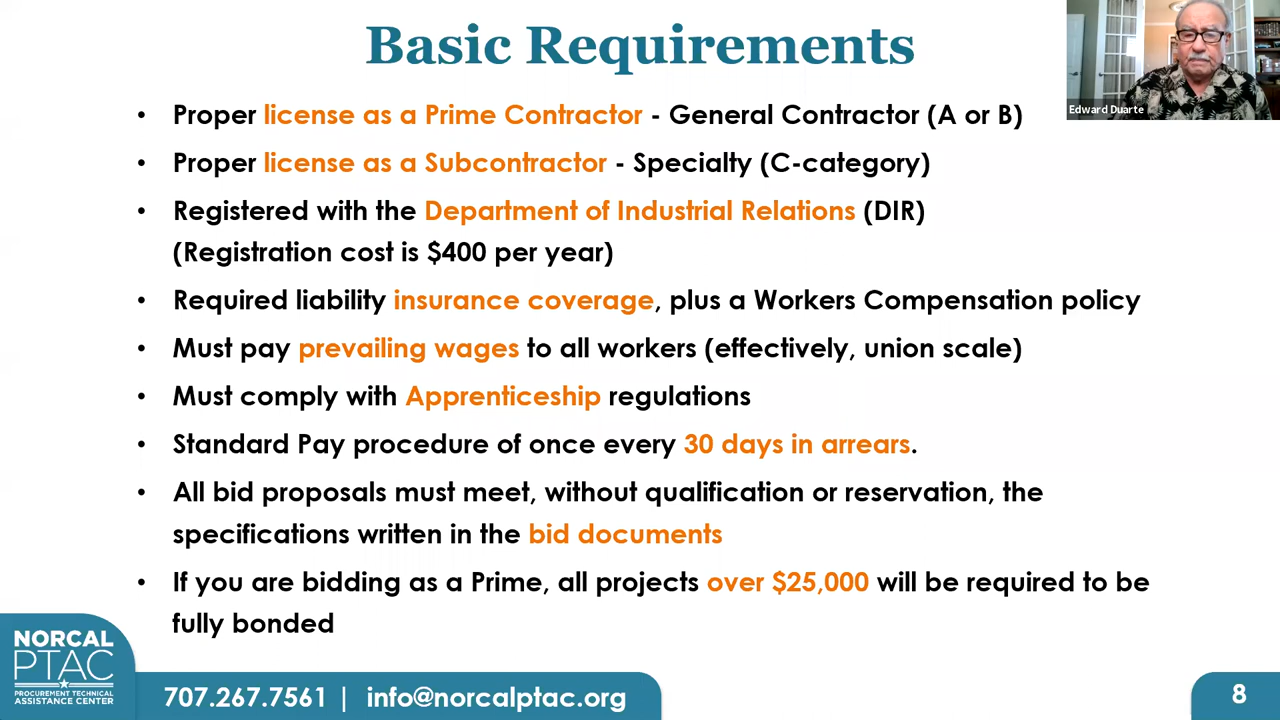 Basic Requirements
Edward Duarte
• Proper license as a Prime Contractor - General Contractor (A or B)
• Proper license as a Subcontractor - Specialty (C-category)
• Registered with the Department of Industrial Relations (DIR)
(Registration cost is $400 per year)
• Required liability insurance coverage, plus a Workers Compensation policy
• Must pay prevailing wages to all workers (effectively, union scale)
• Must comply with Apprenticeship regulations
• Standard Pay procedure of once every 30 days in arrears.
• All bid proposals must meet, without qualification or reservation, the
specifications written in the bid documents
• If you are bidding as a Prime, all projects over $25,000 will be required to be
fully bonded
NORCAL
PTAC
PROCUREMENT TECHNICAL
ASSISTANCE CENTER
707.267.7561 | info@norcalptac.org
8